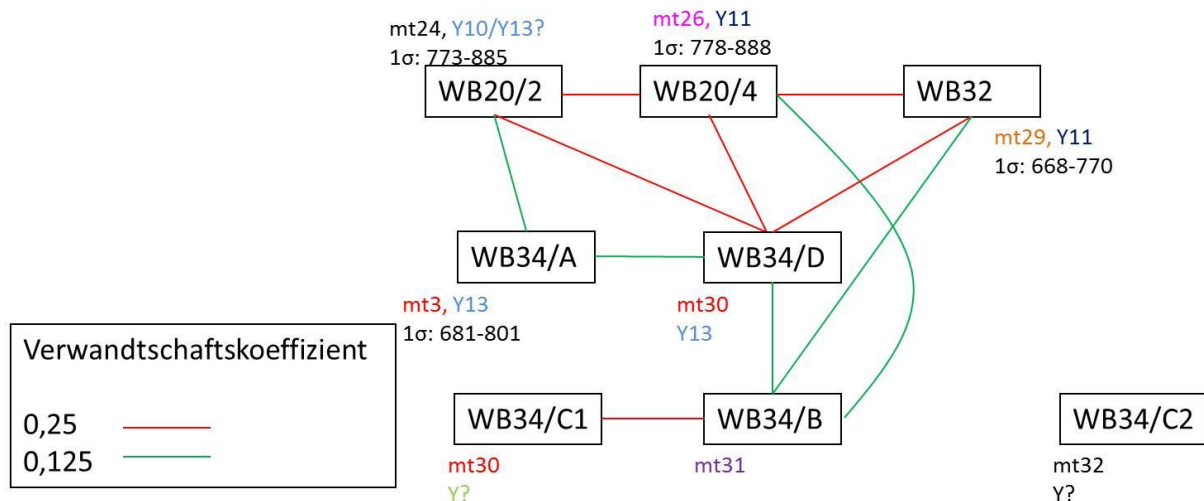 mt24, Y10/Y13?
1σ: 773-885
mt26, Y11
1σ: 778-888
WB20/2
WB20/4
WB32
mt29, Y11
1σ: 668-770
WB34/A
WB34/D
mt3, Y13
1σ: 681-801
mt30
Y13
Verwandtschaftskoeffizient
0,25
0,125
WB34/C1
WB34/B
WB34/C2
mt30
Y?
mt31
mt32
Y?